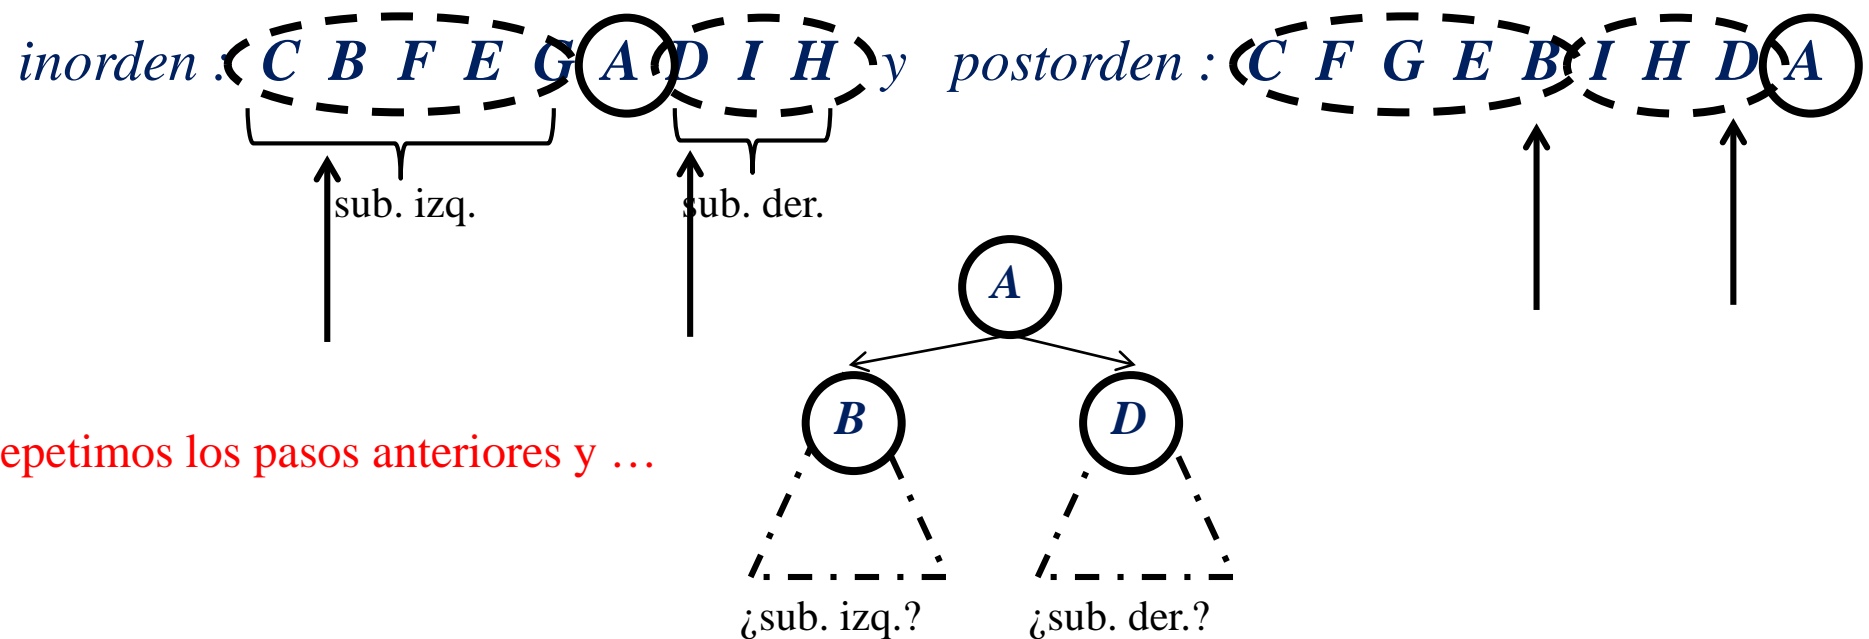 inorden : C B F E G A D I H y postorden : C F G E B I H D A
sub. izq. sub. der.
A
B D
epetimos los pasos anteriores y …
¿sub. izq.? ¿sub. der.?